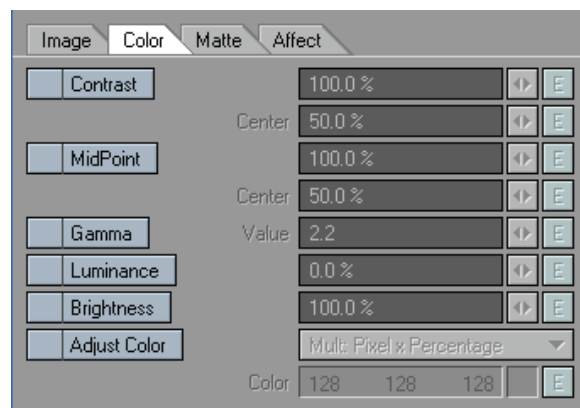 Image Color Matte Affect
Contrast 100.0 % E
Center 50.0 % E
MidPoint 100.0 % E
Center 50.0 % E
Gamma Value 2.2 E
Luminance 0.0 % E
Brightness 100.0 % E
Adjust Color Mult: Pixel x Percentage
Color 128 128 128 E